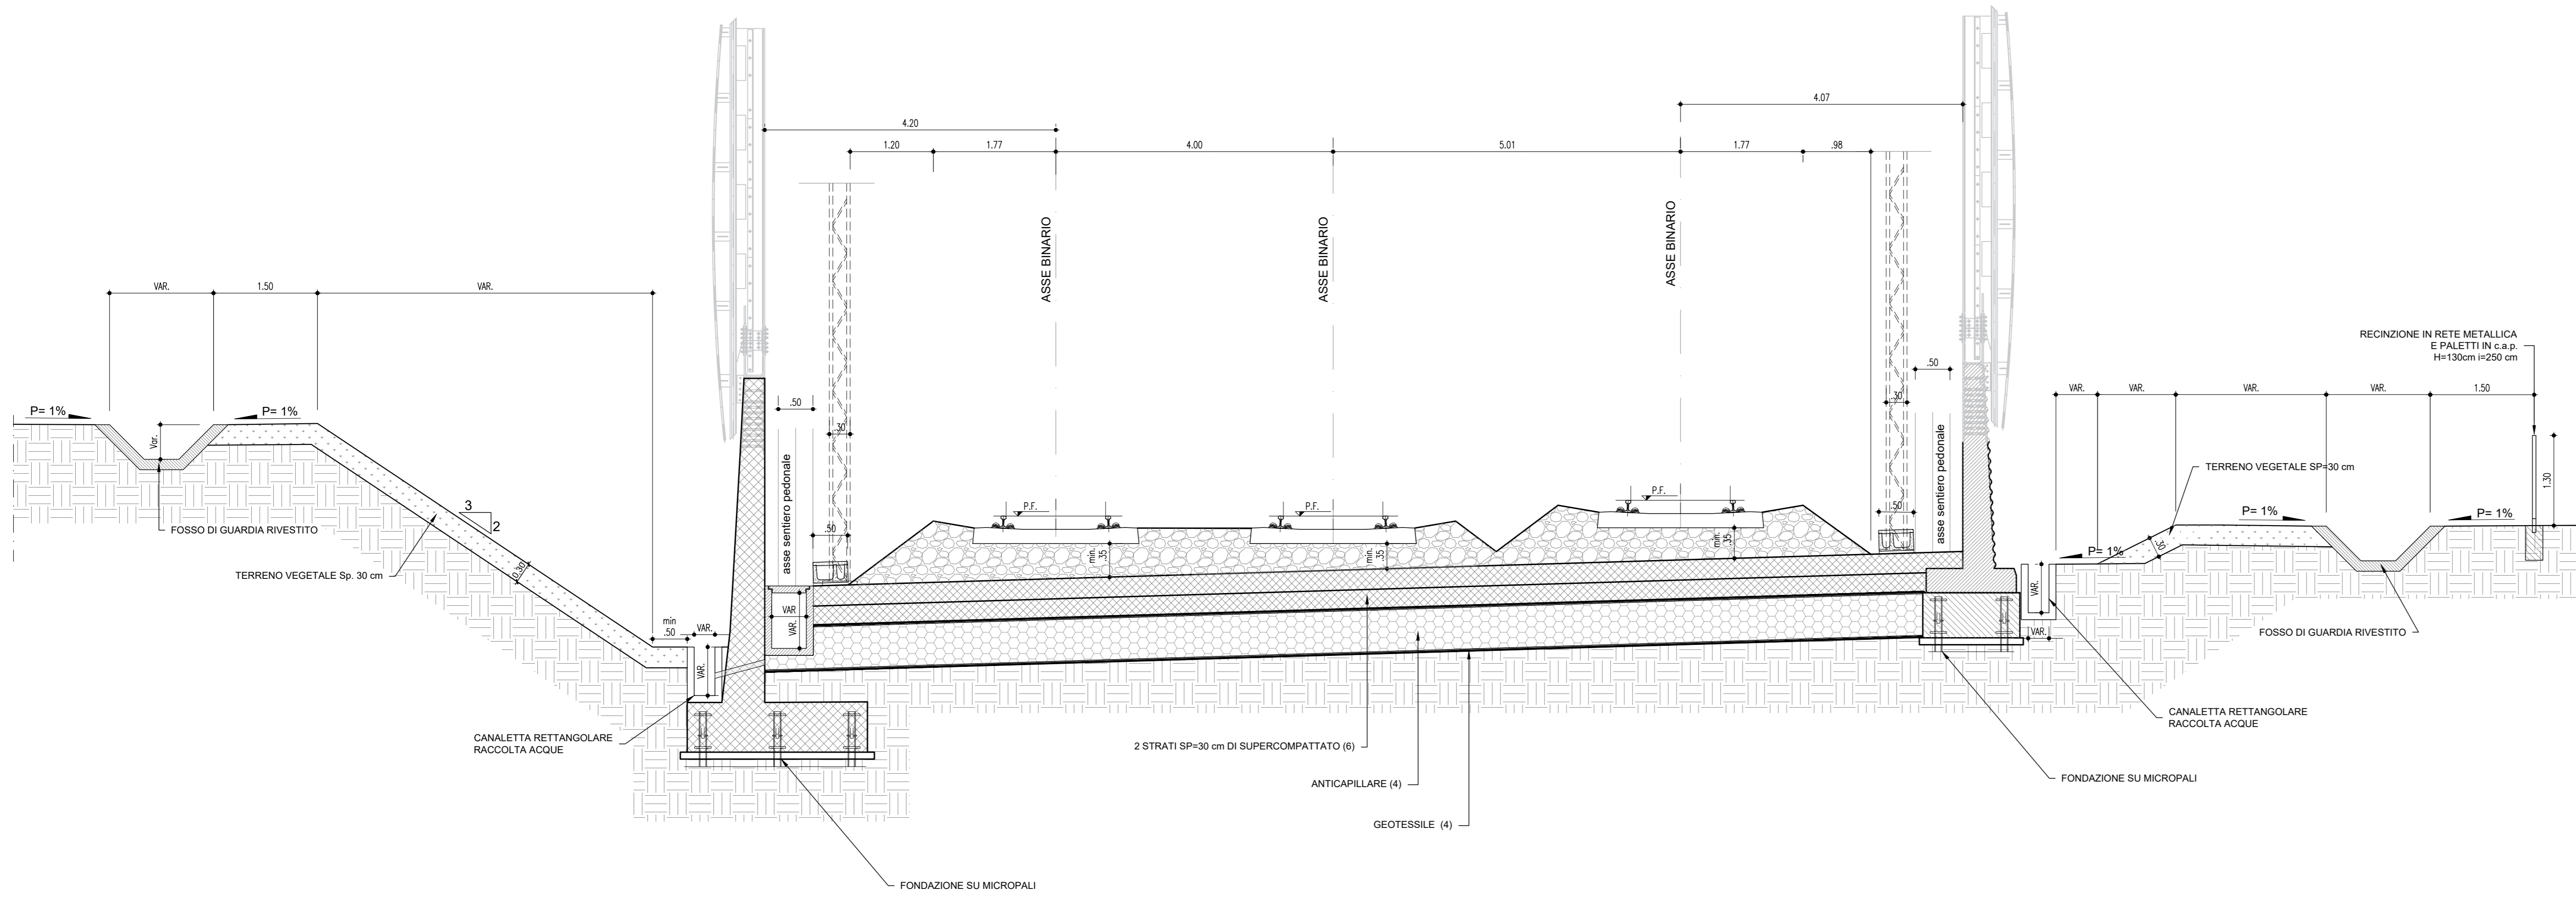 4.07
4.20
1.20
1.77
4.00
5.01
1.77
.98
ASSE BINARIO
ASSE BINARIO
ASSE BINARIO
VAR.
1.50
VAR.
RECINZIONE IN RETE METALLICA
E PALETTI IN c.a.p.
H=130cm i=250 cm
.50
VAR.
VAR.
VAR.
VAR.
1.50
.50
.30
.30
P= 1%
P= 1%
Var.
asse sentiero pedonale
asse sentiero pedonale
TERRENO VEGETALE SP=30 cm
1.30
P.F.
P.F.
P.F.
3
2
.50
.50
P= 1%
P= 1%
FOSSO DI GUARDIA RIVESTITO
min.
.35
min.
.35
min.
.35
.30
P= 1%
0.30
TERRENO VEGETALE Sp. 30 cm
VAR
VAR.
VAR.
VAR.
min
.50
VAR.
VAR.
FOSSO DI GUARDIA RIVESTITO
CANALETTA RETTANGOLARE
RACCOLTA ACQUE
CANALETTA RETTANGOLARE
RACCOLTA ACQUE
2 STRATI SP=30 cm DI SUPERCOMPATTATO (6)
ANTICAPILLARE (4)
FONDAZIONE SU MICROPALI
GEOTESSILE (4)
FONDAZIONE SU MICROPALI